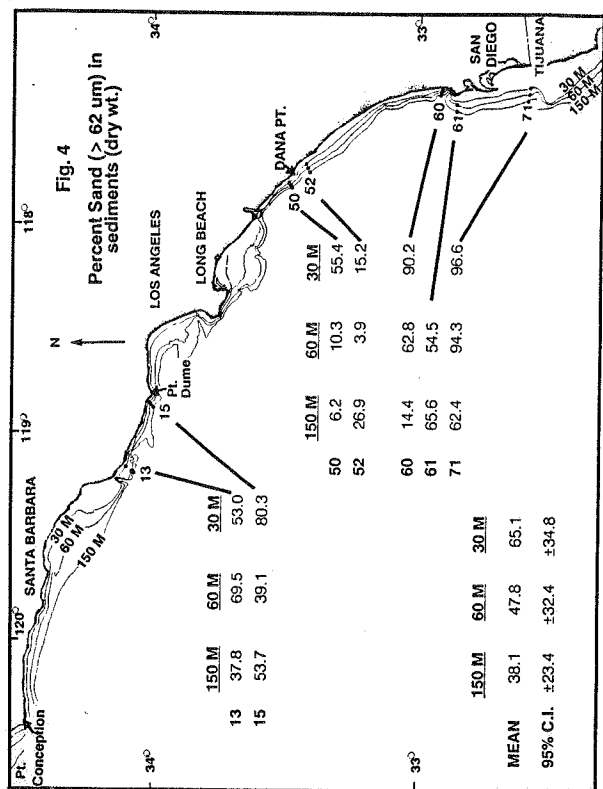 Fig. 4
Percent Sand (> 62 um) in
sediments (dry wt.)
N
120°
119°
118°
34°
34°
33°
33°
Pt.
Conception
SANTA BARBARA
30 M
60 M
150 M
13
15
Pt.
Dume
LOS ANGELES
LONG BEACH
DANA PT.
50
52
60
61
71
SAN
DIEGO
TIJUANA
30 M
60 M
150 M
150 M 60 M 30 M
13 37.8 69.5 53.0
15 53.7 39.1 80.3
150 M 60 M 30 M
50 6.2 10.3 55.4
52 26.9 3.9 15.2
60 14.4 62.8 90.2
61 65.6 54.5
71 62.4 94.3 96.6
150 M 60 M 30 M
MEAN 38.1 47.8 65.1
95% C.I. ±23.4 ±32.4 ±34.8